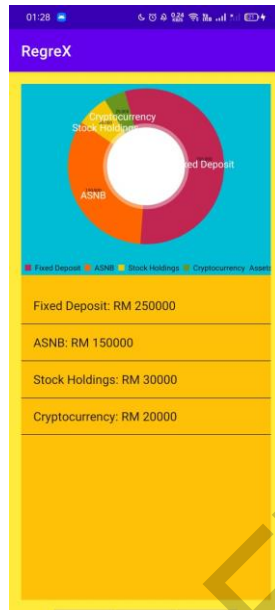 01:28
RegreX
Cryptocurrency
Stock Holdings
ed Deposit
ASNB
Fixed Deposit ASNB Stock Holdings Cryptocurrency Assets
Fixed Deposit: RM 250000
ASNB: RM 150000
Stock Holdings: RM 30000
Cryptocurrency: RM 20000